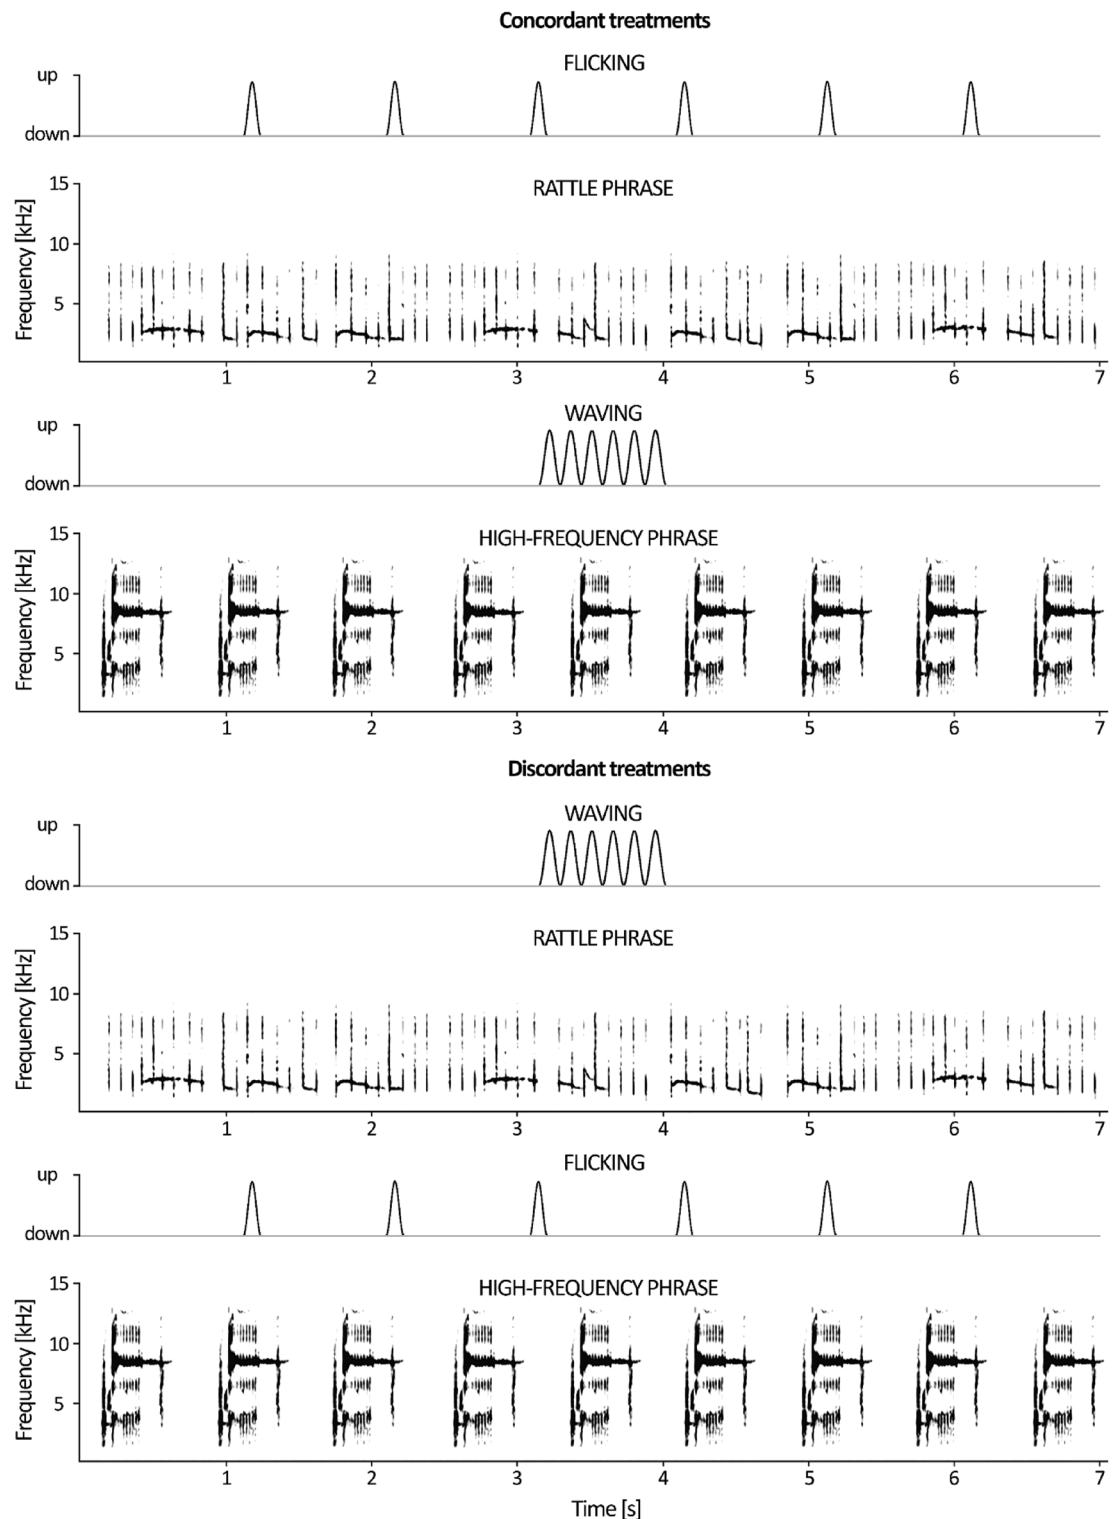 Concordant treatments
FLICKING
up
down
RATTLE PHRASE
15
10
5
Frequency [kHz]
1 2 3 4 5 6 7
WAVING
up
down
HIGH-FREQUENCY PHRASE
15
10
5
Frequency [kHz]
1 2 3 4 5 6 7
Discordant treatments
WAVING
up
down
RATTLE PHRASE
15
10
5
Frequency [kHz]
1 2 3 4 5 6 7
FLICKING
up
down
HIGH-FREQUENCY PHRASE
15
10
5
Frequency [kHz]
1 2 3 4 5 6 7
Time [s]